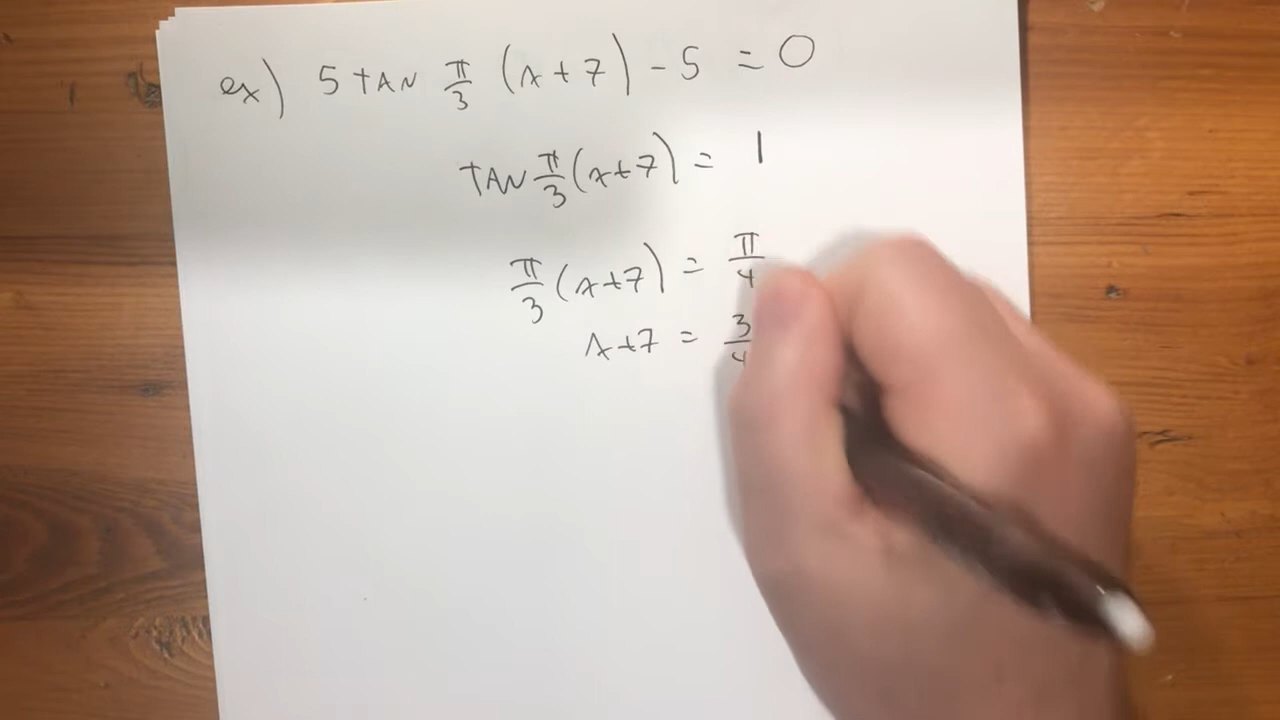 ex) 5 TAN π/3 (x+7) - 5 = 0
TAN π/3 (x+7) = 1
π/3 (x+7) = π/4
x+7 = 3/4